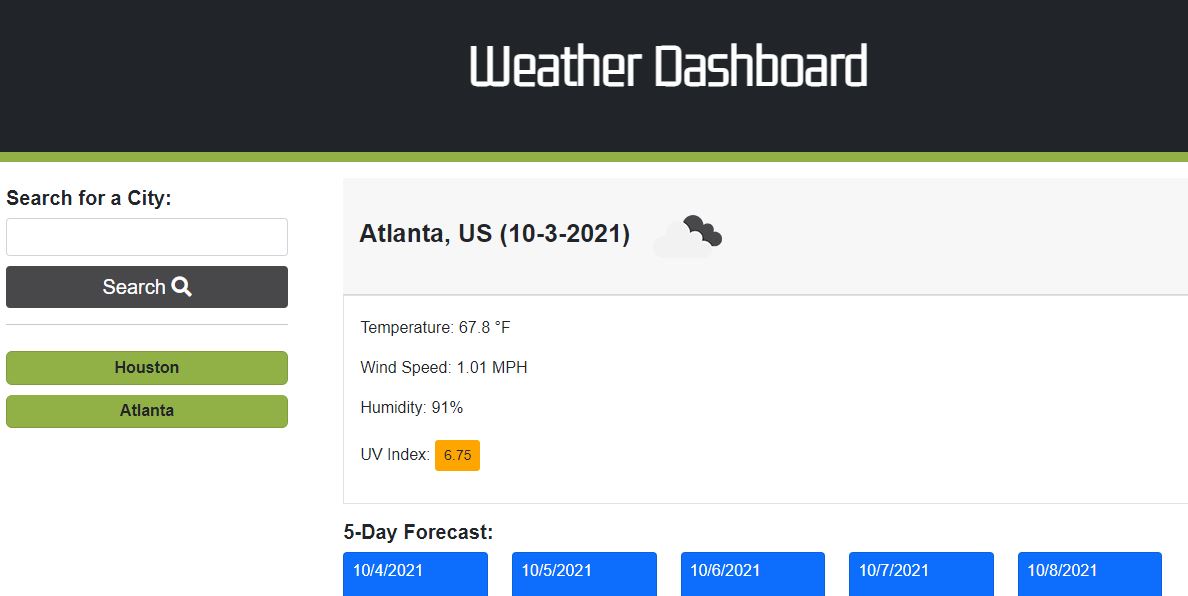 Weather Dashboard
Search for a City:
Search
Houston
Atlanta
Atlanta, US (10-3-2021)
Temperature: 67.8 °F
Wind Speed: 1.01 MPH
Humidity: 91%
UV Index: 6.75
5-Day Forecast:
10/4/2021 10/5/2021 10/6/2021 10/7/2021 10/8/2021